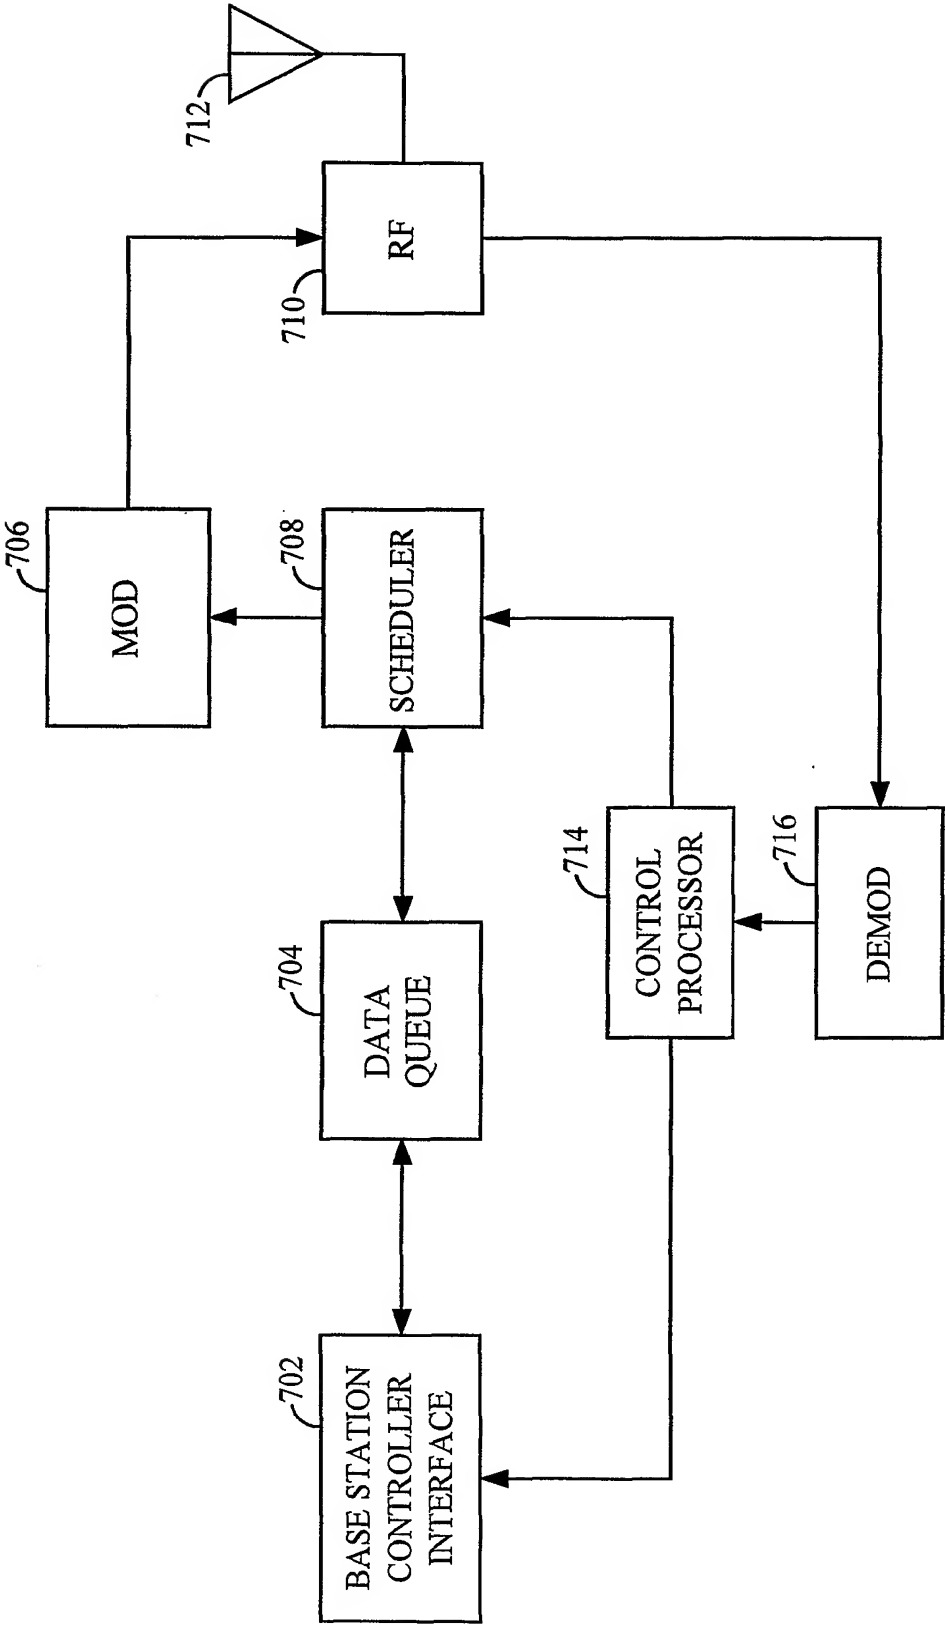 706
MOD
712
710
RF
702
BASE STATION
CONTROLLER
INTERFACE
704
DATA
QUEUE
708
SCHEDULER
714
CONTROL
PROCESSOR
716
DEMOD